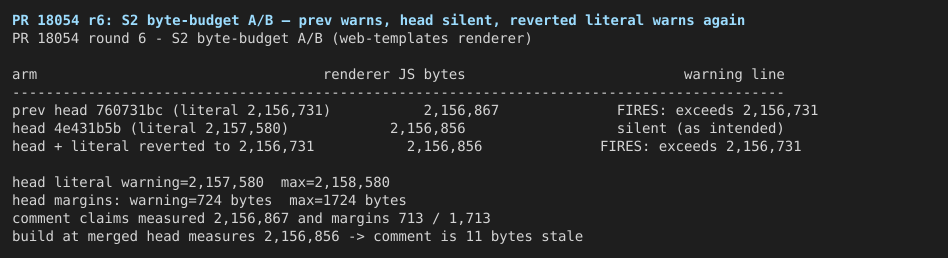 PR 18054 r6: S2 byte-budget A/B — prev warns, head silent, reverted literal warns again
PR 18054 round 6 - S2 byte-budget A/B (web-templates renderer)
arm renderer JS bytes warning line
--------------------------------------------------------------------------------------------
prev head 760731bc (literal 2,156,731) 2,156,867 FIRES: exceeds 2,156,731
head 4e431b5b (literal 2,157,580) 2,156,856 silent (as intended)
head + literal reverted to 2,156,731 2,156,856 FIRES: exceeds 2,156,731
head literal warning=2,157,580  max=2,158,580
head margins: warning=724 bytes  max=1724 bytes
comment claims measured 2,156,867 and margins 713 / 1,713
build at merged head measures 2,156,856 -> comment is 11 bytes stale